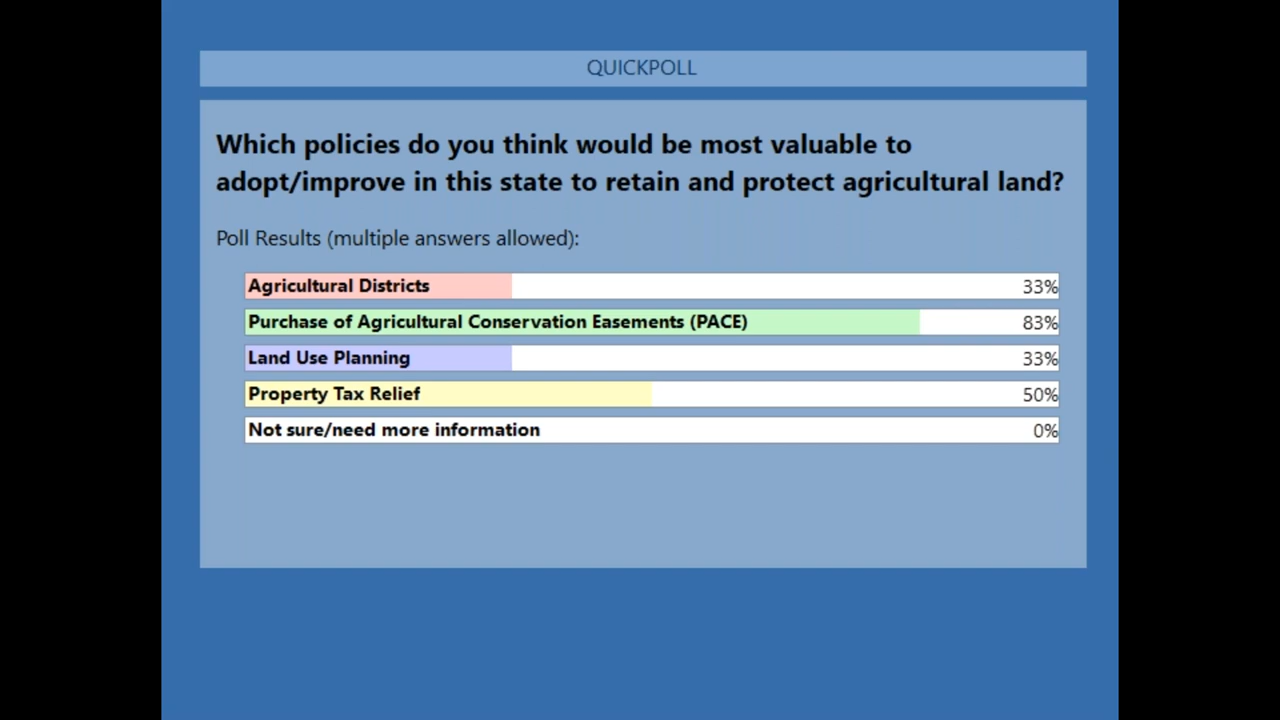 QUICKPOLL
Which policies do you think would be most valuable to
adopt/improve in this state to retain and protect agricultural land?
Poll Results (multiple answers allowed):
Agricultural Districts 33%
Purchase of Agricultural Conservation Easements (PACE) 83%
Land Use Planning 33%
Property Tax Relief 50%
Not sure/need more information 0%